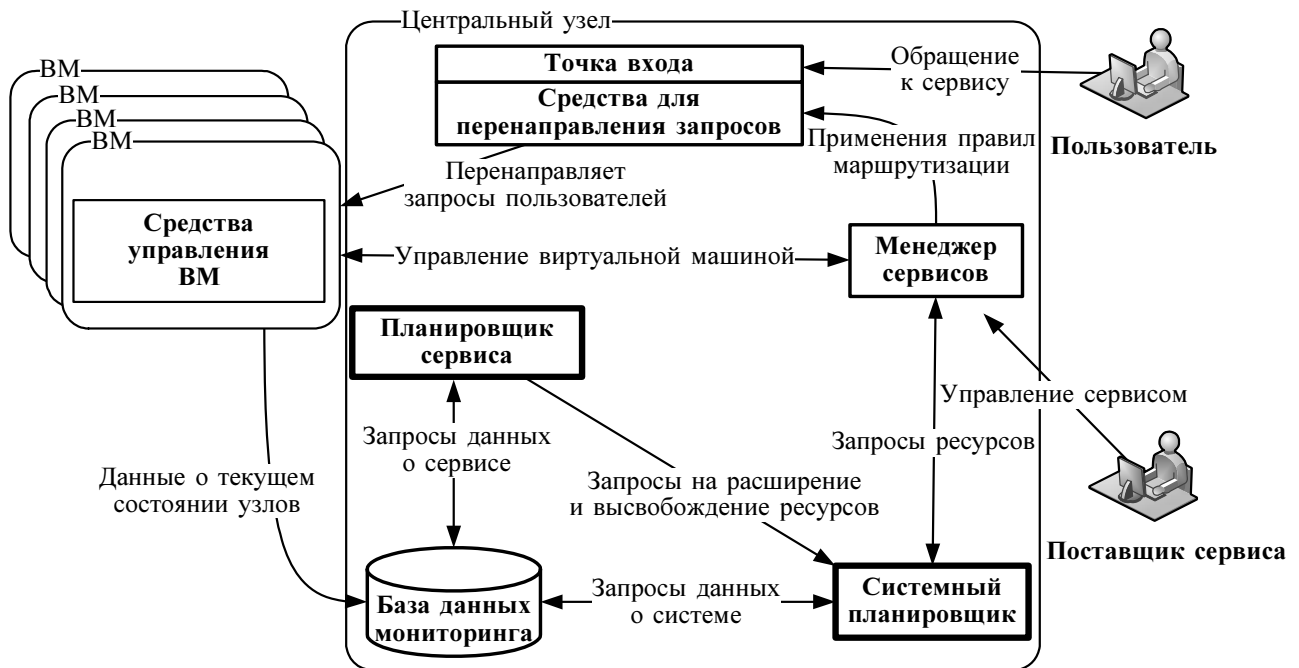 Центральный узел
ВМ
ВМ
ВМ
ВМ
Точка входа
Средства для
перенаправления запросов
Обращение
к сервису
Пользователь
Применения правил
маршрутизации
Перенаправляет
запросы пользователей
Средства
управления
ВМ
Управление виртуальной машиной
Менеджер
сервисов
Планировщик
сервиса
Управление сервисом
Запросы данных
о сервисе
Запросы ресурсов
Данные о текущем
состоянии узлов
Запросы на расширение
и высвобождение ресурсов
Поставщик сервиса
База данных
мониторинга
Запросы данных
о системе
Системный
планировщик